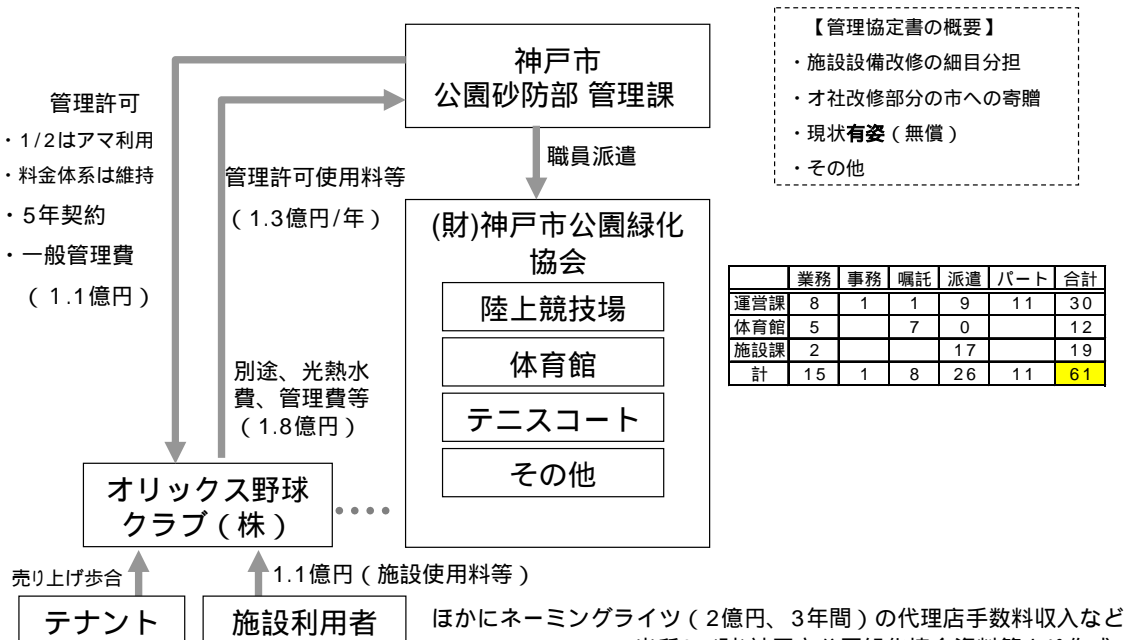 神戸市
公園砂防部 管理課
【管理協定書の概要】
・施設設備改修の細目分担
・オ社改修部分の市への寄贈
・現状有姿（無償）
・その他
管理許可
・1/2はアマ利用
・料金体系は維持
・5年契約
・一般管理費
（1.1億円）
管理許可使用料等
（1.3億円/年）
職員派遣
(財)神戸市公園緑化
協会
陸上競技場
体育館
テニスコート
その他
業務 事務 嘱託 派遣 パート 合計
運営課 8 1 1 9 11 30
体育館 5 7 0 12
施設課 2 17 19
計 15 1 8 26 11 61
別途、光熱水
費、管理費等
（1.8億円）
オリックス野球
クラブ（株）
売り上げ歩合
1.1億円（施設使用料等）
テナント
施設利用者
ほかにネーミングライツ（2億円、3年間）の代理店手数料収入など